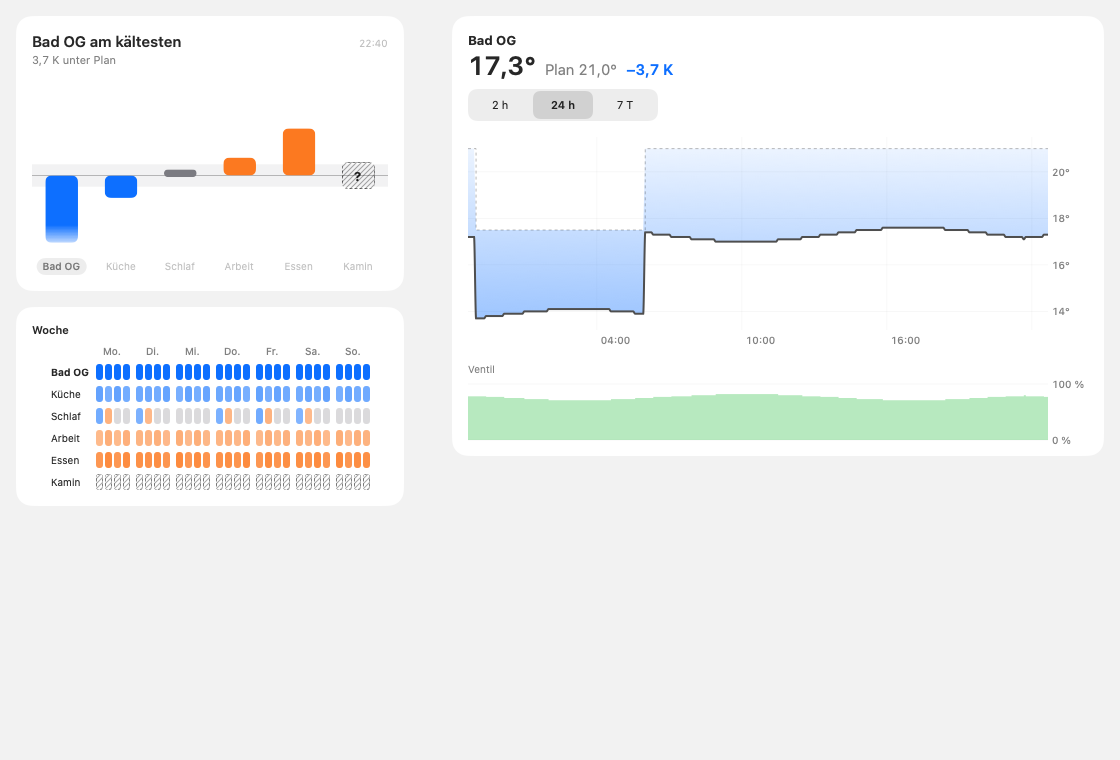 Bad OG am kältesten
22:40
3,7 K unter Plan
?
Bad OG
Küche
Schlaf
Arbeit
Essen
Kamin
Woche
Mo. Di. Mi. Do. Fr. Sa. So.
Bad OG
Küche
Schlaf
Arbeit
Essen
Kamin
Bad OG
17,3° Plan 21,0° −3,7 K
2 h 24 h 7 T
20°
18°
16°
14°
04:00 10:00 16:00
Ventil
100 %
0 %